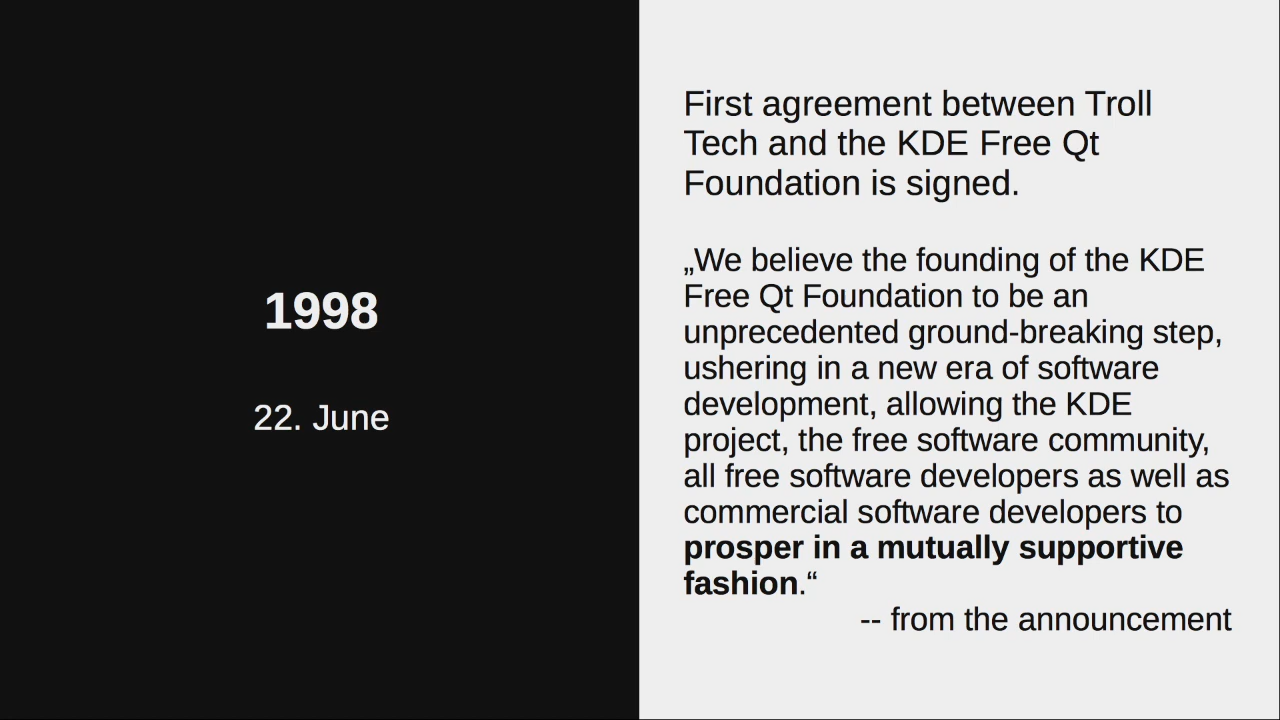 1998
22. June
First agreement between Troll
Tech and the KDE Free Qt
Foundation is signed.
„We believe the founding of the KDE
Free Qt Foundation to be an
unprecedented ground-breaking step,
ushering in a new era of software
development, allowing the KDE
project, the free software community,
all free software developers as well as
commercial software developers to
prosper in a mutually supportive
fashion.“
-- from the announcement